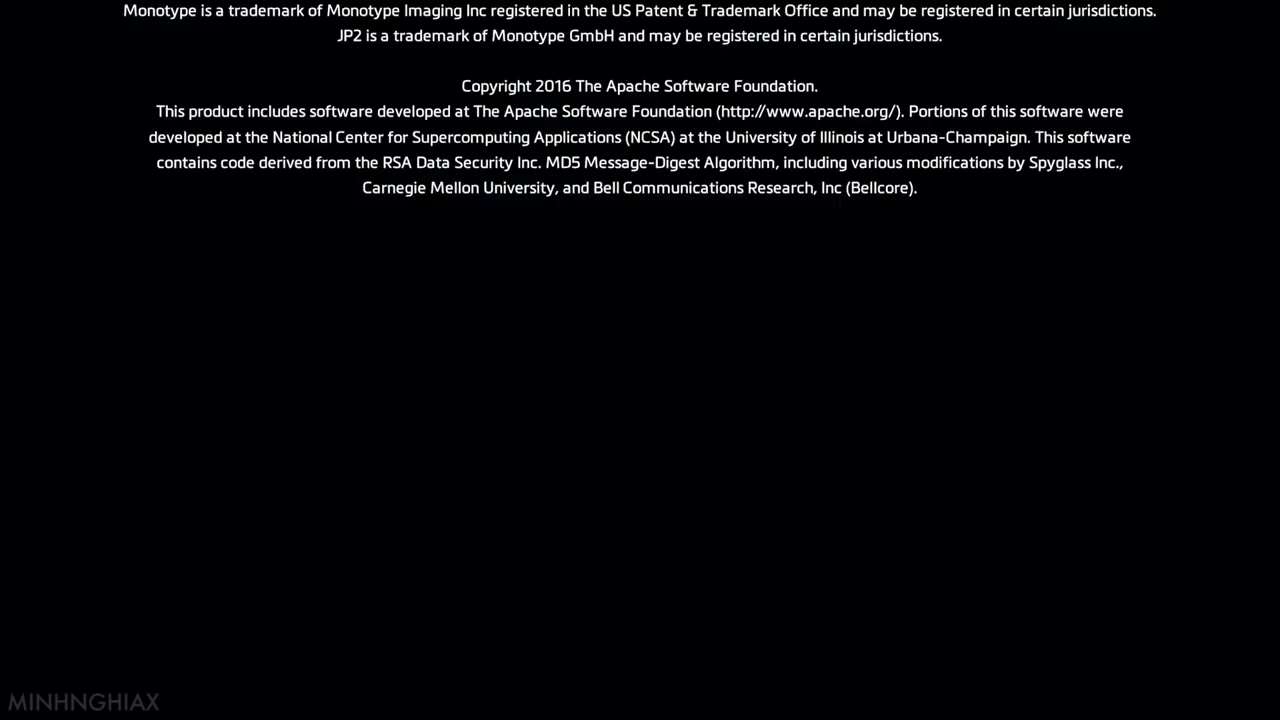 Monotype is a trademark of Monotype Imaging Inc registered in the US Patent & Trademark Office and may be registered in certain jurisdictions.
JP2 is a trademark of Monotype GmbH and may be registered in certain jurisdictions.
Copyright 2016 The Apache Software Foundation.
This product includes software developed at The Apache Software Foundation (http://www.apache.org/). Portions of this software were
developed at the National Center for Supercomputing Applications (NCSA) at the University of Illinois at Urbana-Champaign. This software
contains code derived from the RSA Data Security Inc. MD5 Message-Digest Algorithm, including various modifications by Spyglass Inc.,
Carnegie Mellon University, and Bell Communications Research, Inc (Bellcore).
MINHNGHIAX